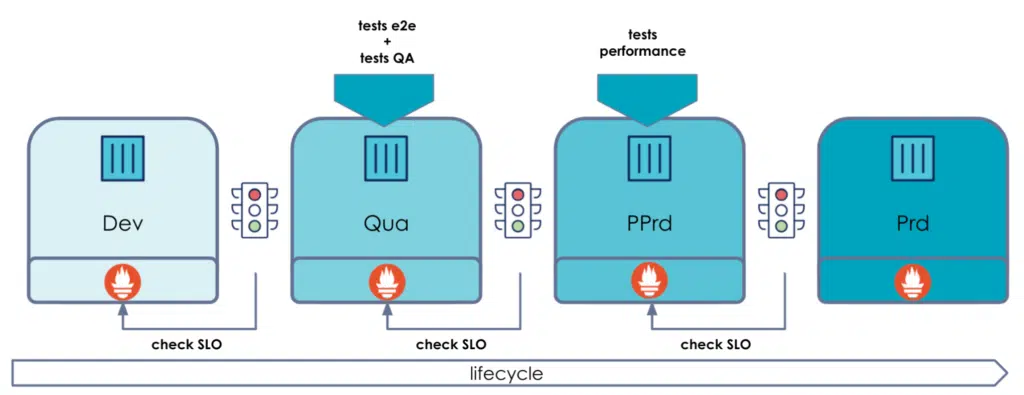 tests e2e
+
tests QA
tests
performance
Dev
Qua
PPrd
Prd
check SLO
check SLO
check SLO
lifecycle